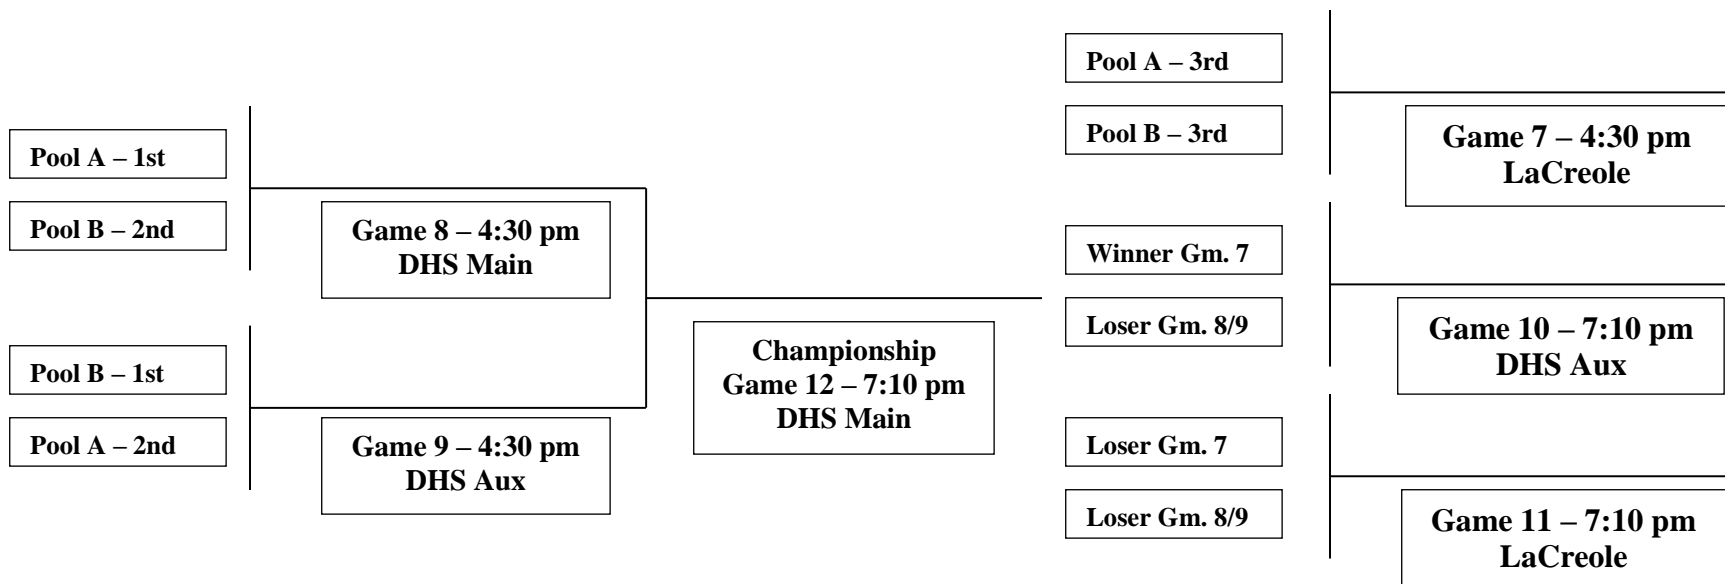 Pool A – 1st
Pool B – 2nd
Game 8 – 4:30 pm
DHS Main
Pool B – 1st
Pool A – 2nd
Game 9 – 4:30 pm
DHS Aux
Championship
Game 12 – 7:10 pm
DHS Main
Pool A – 3rd
Pool B – 3rd
Game 7 – 4:30 pm
LaCreole
Winner Gm. 7
Loser Gm. 8/9
Game 10 – 7:10 pm
DHS Aux
Loser Gm. 7
Loser Gm. 8/9
Game 11 – 7:10 pm
LaCreole